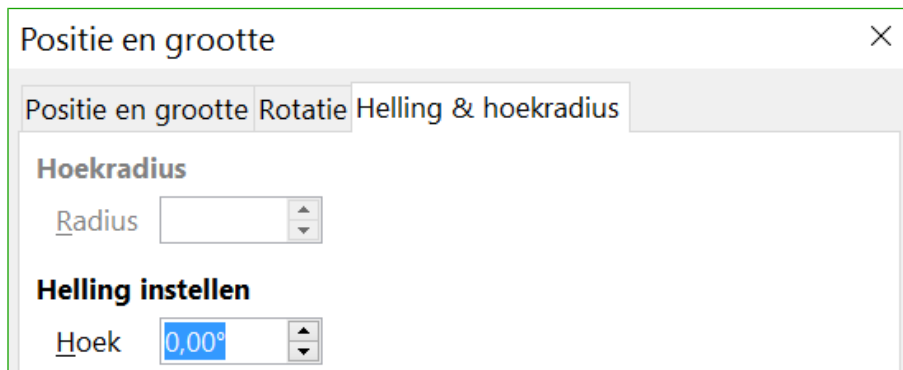 Positie en grootte
Positie en grootte Rotatie Helling & hoekradius
Hoekradius
Radius
Helling instellen
Hoek 0,00°